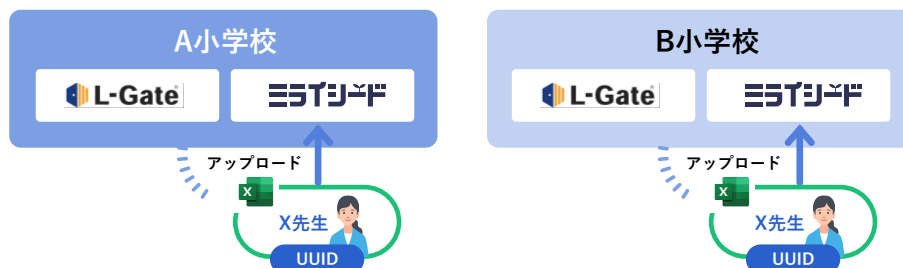 A小学校
L-Gate
ミライシード
アップロード
X
X先生
UUID
B小学校
L-Gate
ミライシード
アップロード
X
X先生
UUID